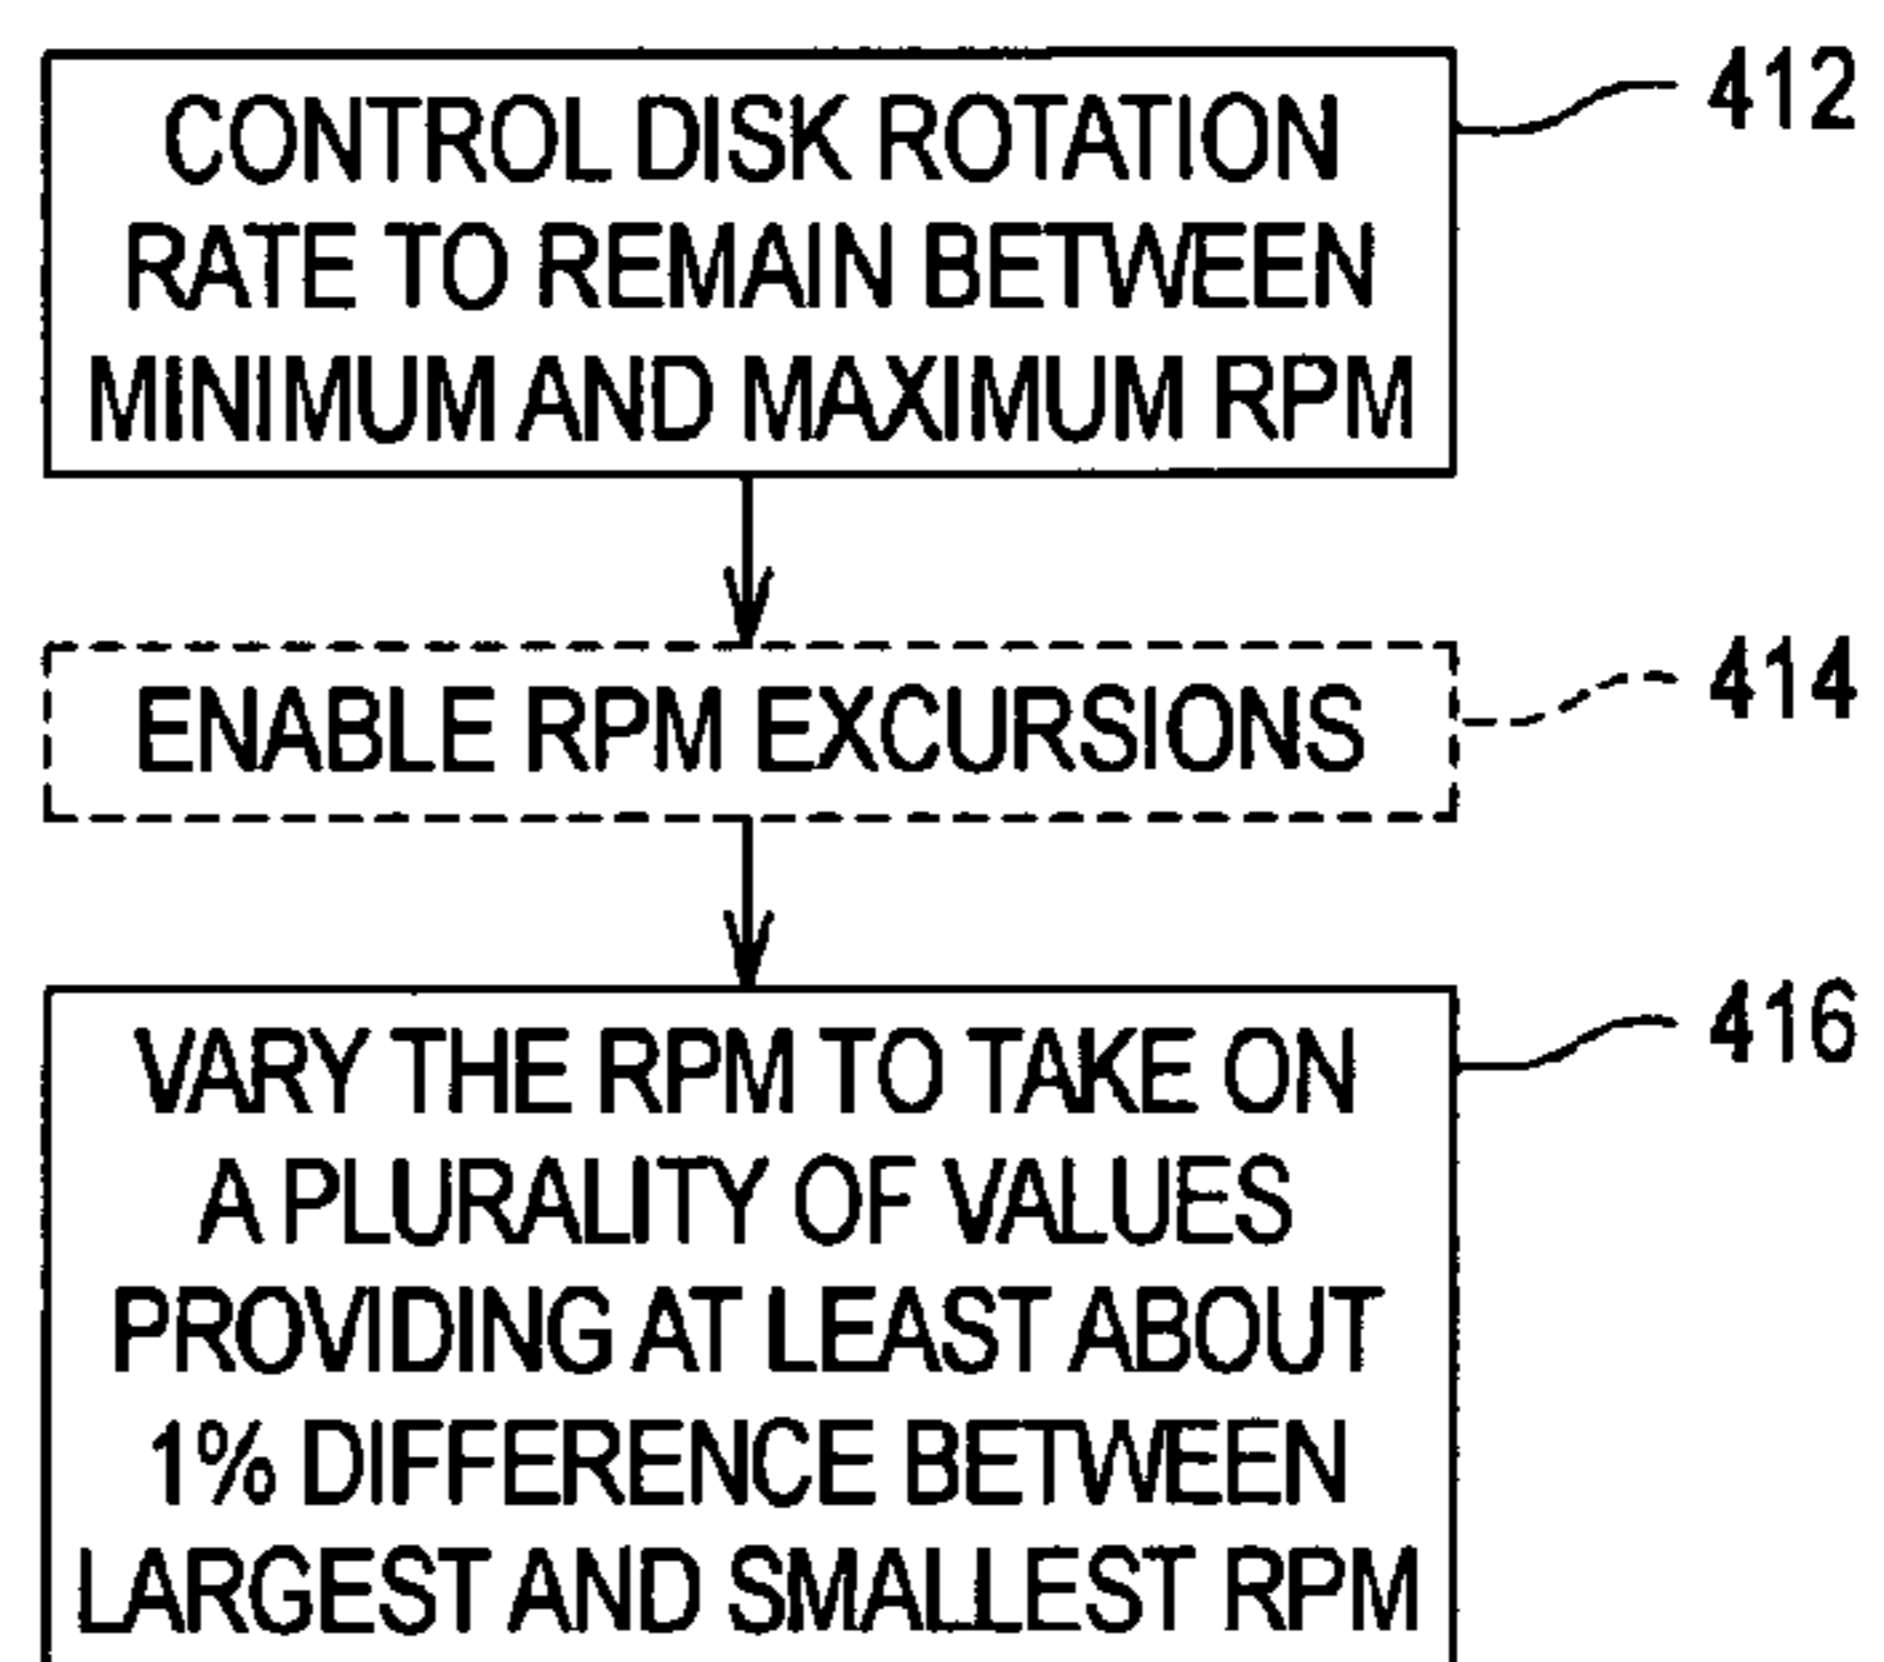 CONTROL DISK ROTATION
RATE TO REMAIN BETWEEN
MINIMUM AND MAXIMUM RPM
412
ENABLE RPM EXCURSIONS
414
VARY THE RPM TO TAKE ON
A PLURALITY OF VALUES
PROVIDING AT LEAST ABOUT
1% DIFFERENCE BETWEEN
LARGEST AND SMALLEST RPM
416